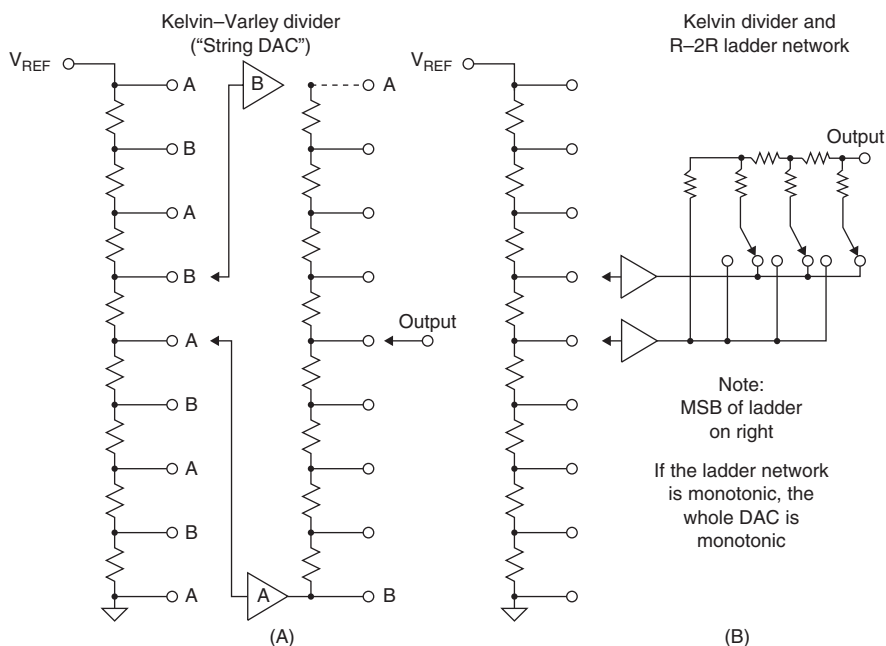 Kelvin–Varley divider
(“String DAC”)
Kelvin divider and
R–2R ladder network
V_REF
A
B
A
B
A
B
A
B
A
B
A
A
Output
B
V_REF
Output
Note:
MSB of ladder
on right
If the ladder network
is monotonic, the
whole DAC is
monotonic
(A)
(B)